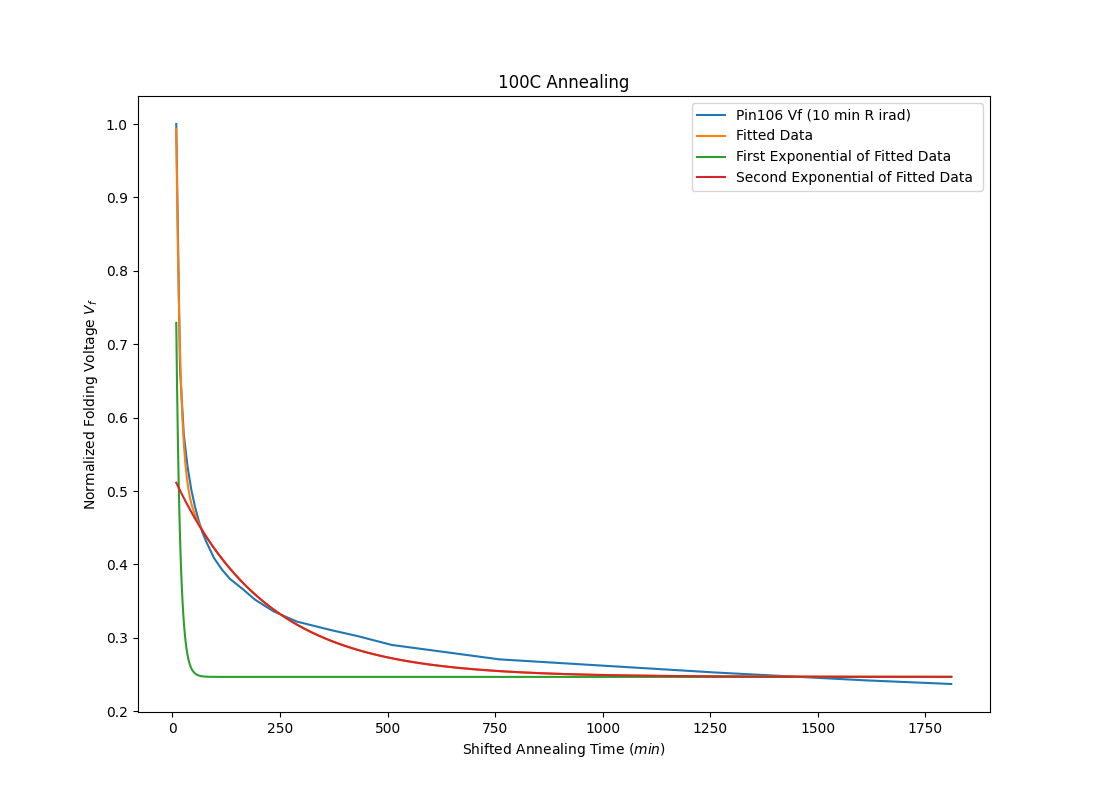 100C Annealing
Pin106 Vf (10 min R irad)
Fitted Data
First Exponential of Fitted Data
Second Exponential of Fitted Data
Normalized Folding Voltage V_f
1.0
0.9
0.8
0.7
0.6
0.5
0.4
0.3
0.2
0 250 500 750 1000 1250 1500 1750
Shifted Annealing Time (min)